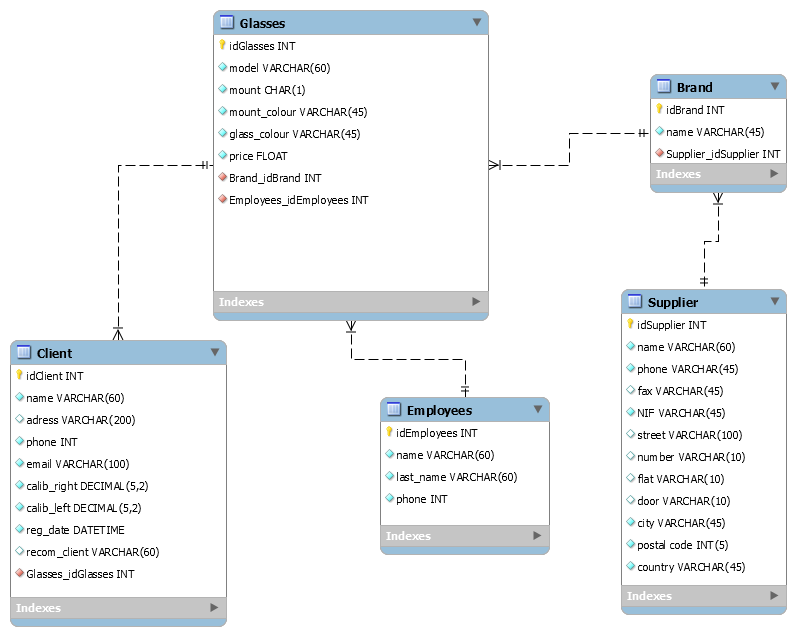 Glasses
idGlasses INT
model VARCHAR(60)
mount CHAR(1)
mount_colour VARCHAR(45)
glass_colour VARCHAR(45)
price FLOAT
Brand_idBrand INT
Employees_idEmployees INT
Indexes
Brand
idBrand INT
name VARCHAR(45)
Supplier_idSupplier INT
Indexes
Client
idClient INT
name VARCHAR(60)
adress VARCHAR(200)
phone INT
email VARCHAR(100)
calib_right DECIMAL(5,2)
calib_left DECIMAL(5,2)
reg_date DATETIME
recom_client VARCHAR(60)
Glasses_idGlasses INT
Indexes
Employees
idEmployees INT
name VARCHAR(60)
last_name VARCHAR(60)
phone INT
Indexes
Supplier
idSupplier INT
name VARCHAR(60)
phone VARCHAR(45)
fax VARCHAR(45)
NIF VARCHAR(45)
street VARCHAR(100)
number VARCHAR(10)
flat VARCHAR(10)
door VARCHAR(10)
city VARCHAR(45)
postal code INT(5)
country VARCHAR(45)
Indexes